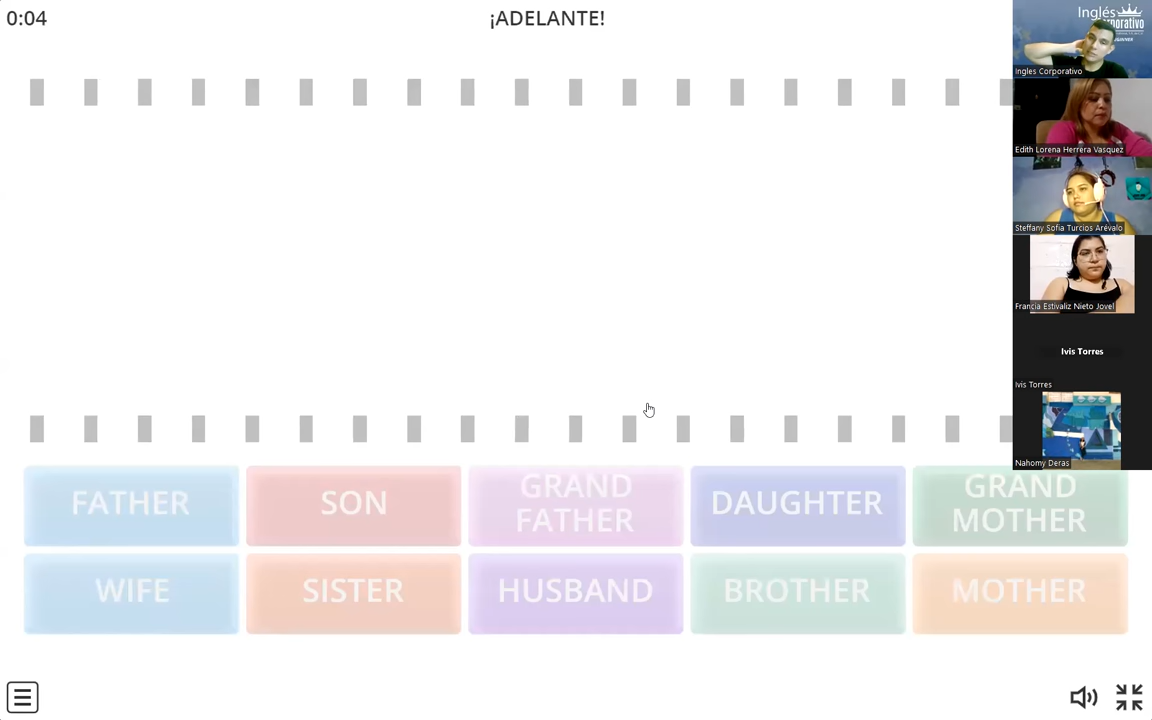 0:04
¡ADELANTE!
Inglés
Corporativo
Ingles Corporativo
Edith Lorena Herrera Vasquez
Steffany Sofia Turcios Arévalo
Francia Estivaliz Nieto Jovel
Ivis Torres
Ivis Torres
Nahomy Deras
FATHER
SON
GRAND
FATHER
DAUGHTER
GRAND
MOTHER
WIFE
SISTER
HUSBAND
BROTHER
MOTHER